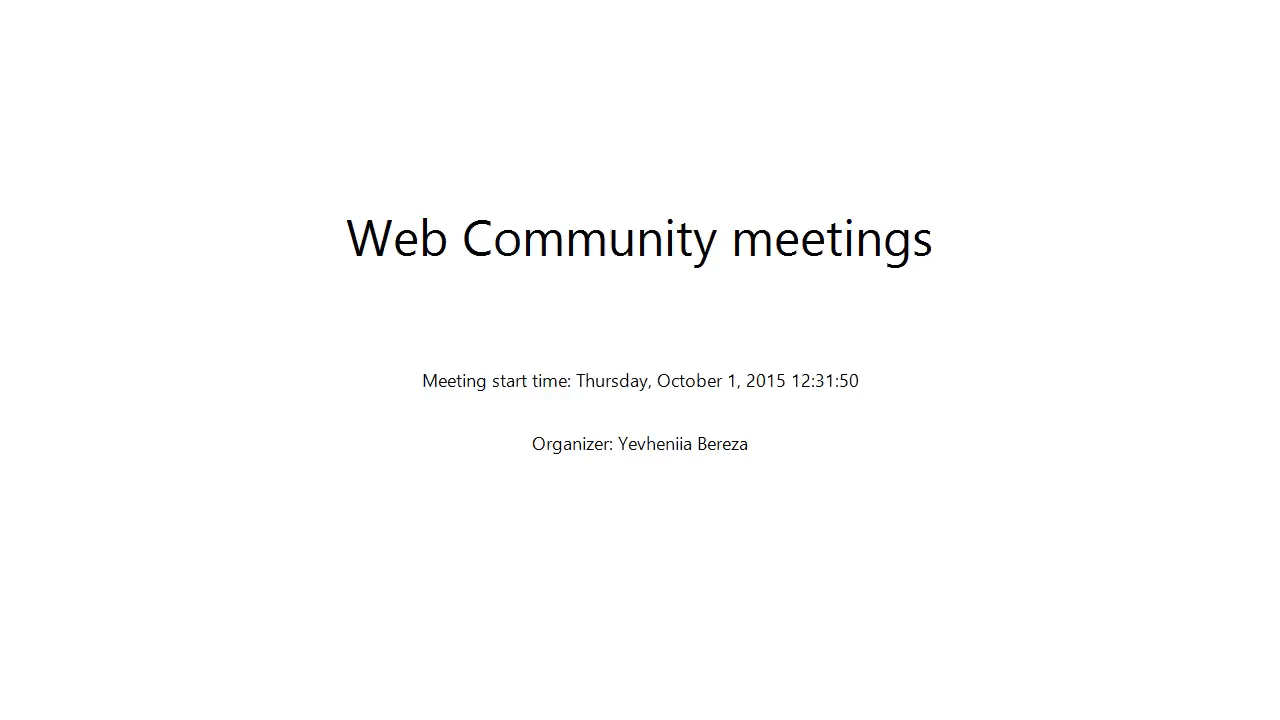 Web Community meetings
Meeting start time: Thursday, October 1, 2015 12:31:50
Organizer: Yevheniia Bereza